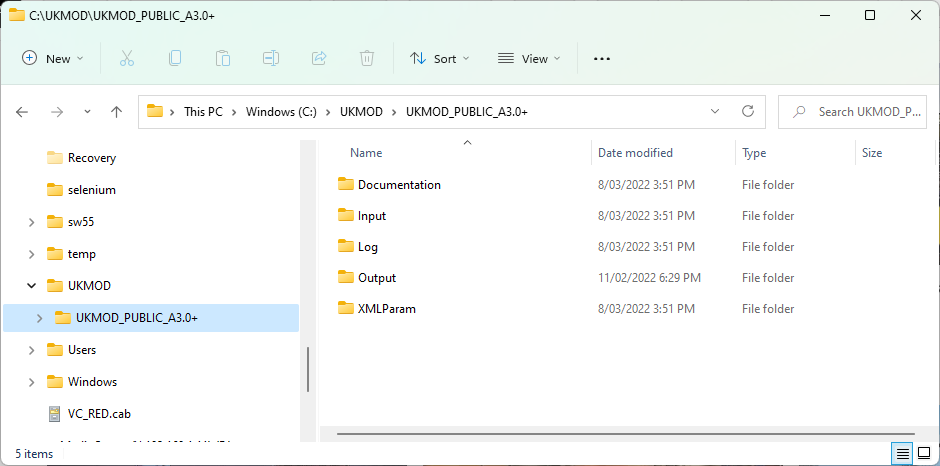 C:\UKMOD\UKMOD_PUBLIC_A3.0+
New Sort View
This PC Windows (C:) UKMOD UKMOD_PUBLIC_A3.0+ Search UKMOD_P...
Name Date modified Type Size
Recovery
selenium
sw55
temp
UKMOD
UKMOD_PUBLIC_A3.0+
Users
Windows
VC_RED.cab
Documentation 8/03/2022 3:51 PM File folder
Input 8/03/2022 3:51 PM File folder
Log 8/03/2022 3:51 PM File folder
Output 11/02/2022 6:29 PM File folder
XMLParam 8/03/2022 3:51 PM File folder
5 items